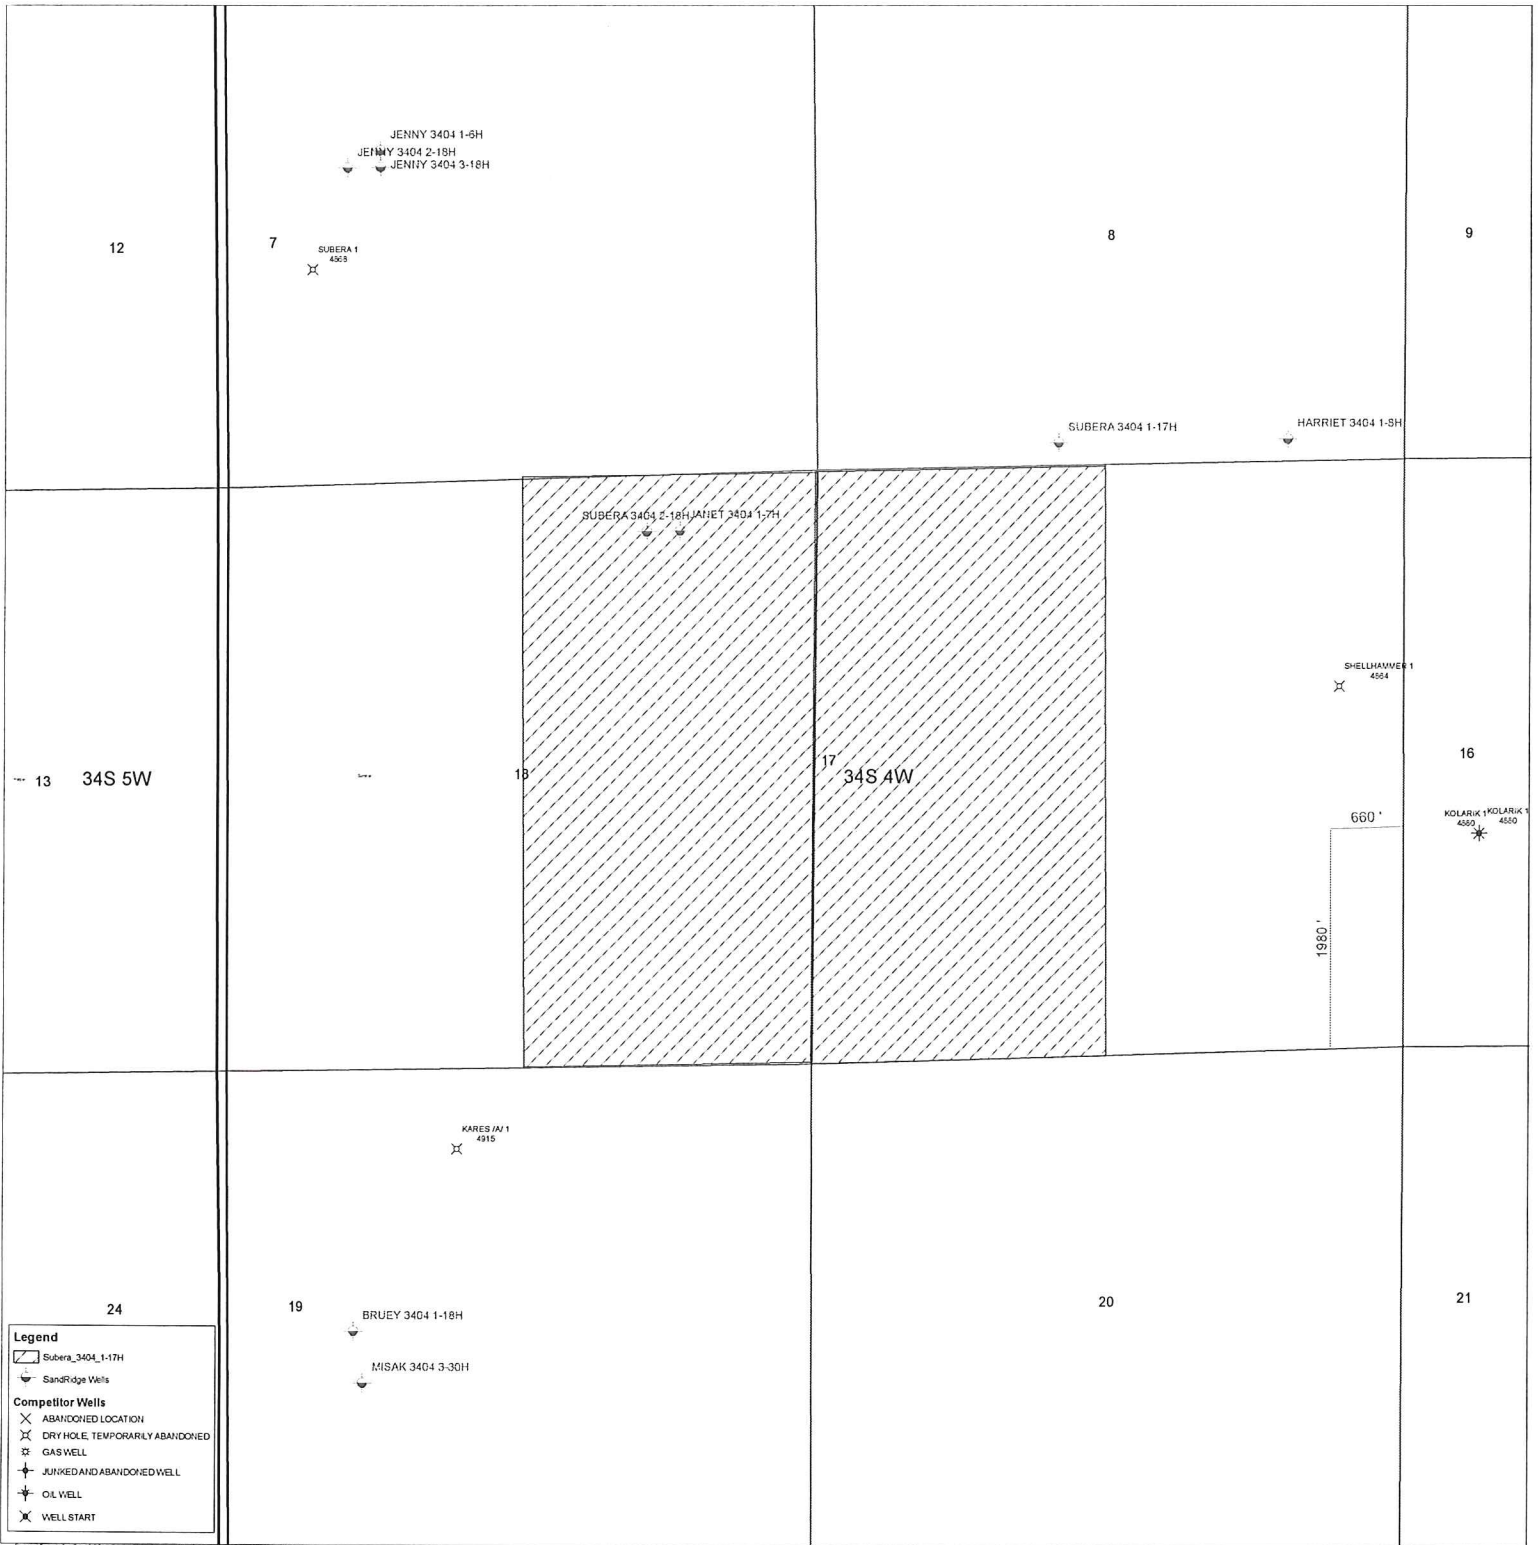 JENNY 3404 1-6H
JENNY 3404 2-18H
JENNY 3404 3-18H
12
7
SUBERA 1
4568
8
9
SUBERA 3404 1-17H
HARRIET 3404 1-8H
SUBERA 3404 2-18H
JANET 3404 1-7H
SHELLHAMMER 1
4564
13
34S 5W
18
17
34S 4W
16
660 '
KOLARIK 1
4580
KOLARIK 1
4580
1980 '
KARES /A/ 1
4915
24
19
BRUEY 3404 1-18H
20
21
MISAK 3404 3-30H
Legend
Subera_3404_1-17H
SandRidge Wells
Competitor Wells
ABANDONED LOCATION
DRY HOLE, TEMPORARILY ABANDONED
GAS WELL
JUNKED AND ABANDONED WELL
OIL WELL
WELL START